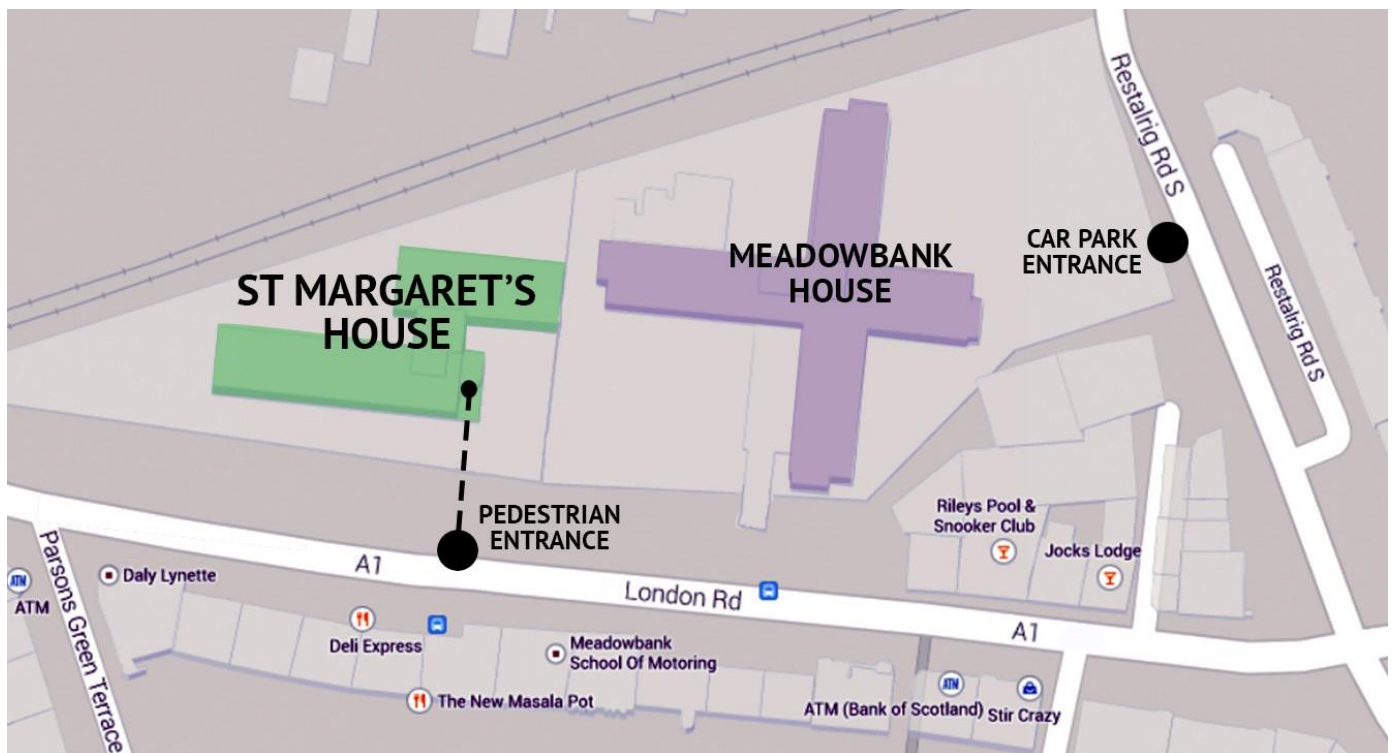 Restalrig Rd S
ST MARGARET'S
HOUSE
MEADOWBANK
HOUSE
CAR PARK
ENTRANCE
Restalrig Rd S
PEDESTRIAN
ENTRANCE
Rileys Pool &
Snooker Club
Jocks Lodge
A1
London Rd
A1
Parsons Green Terrace
ATM
ATM
Daly Lynette
Deli Express
Meadowbank
School Of Motoring
The New Masala Pot
ATM
ATM (Bank of Scotland)
Stir Crazy